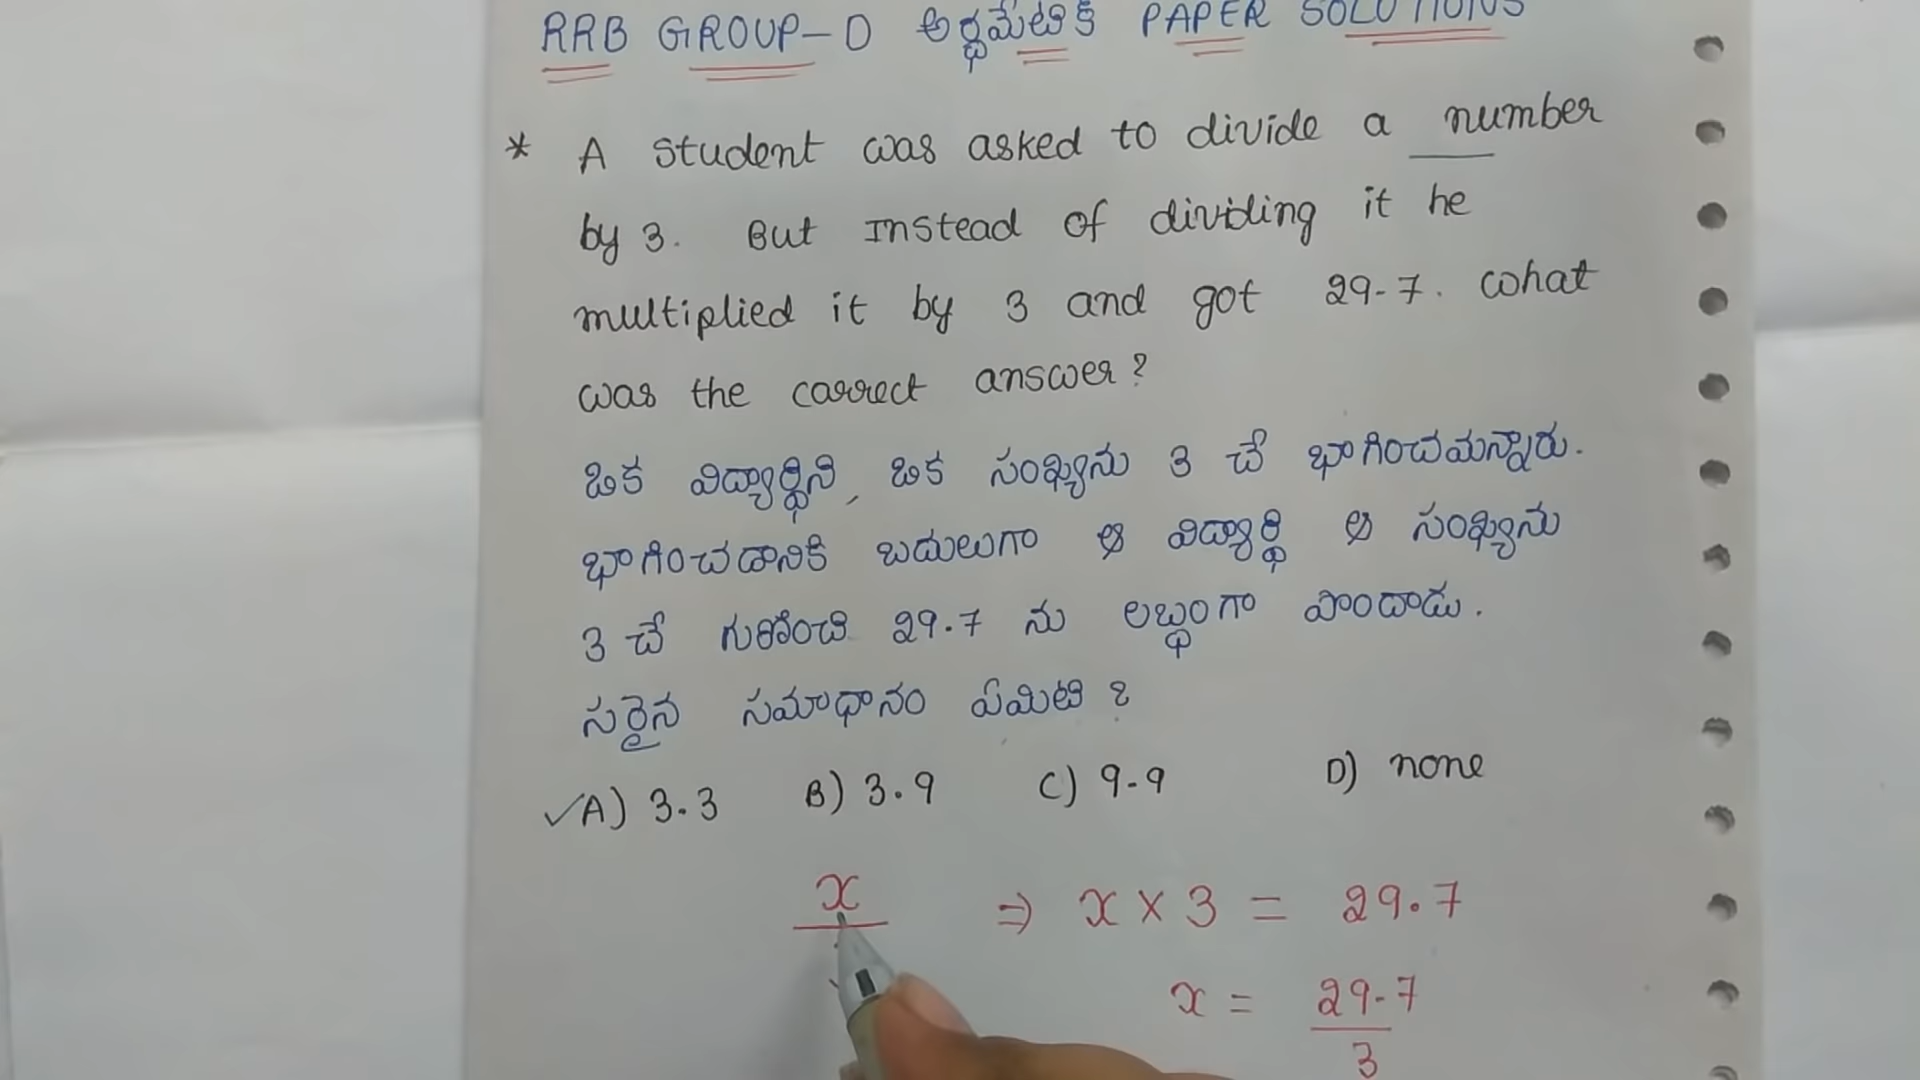 RRB GROUP-D అర్థమేటిక్ PAPER SOLUTIONS
* A student was asked to divide a number
by 3. But Instead of dividing it he
multiplied it by 3 and got 29.7. what
was the correct answer?
ఒక విద్యార్థిని, ఒక సంఖ్యను 3 చే భాగించమన్నారు.
భాగించడానికి బదులుగా ఆ విద్యార్థి ఆ సంఖ్యను
3 చే గుణించి 29.7 ను లబ్ధంగా పొందాడు.
సరైన సమాధానం ఏమిటి?
✓A) 3.3 B) 3.9 C) 9.9 D) none
x ⇒ x × 3 = 29.7
x = 29.7
3